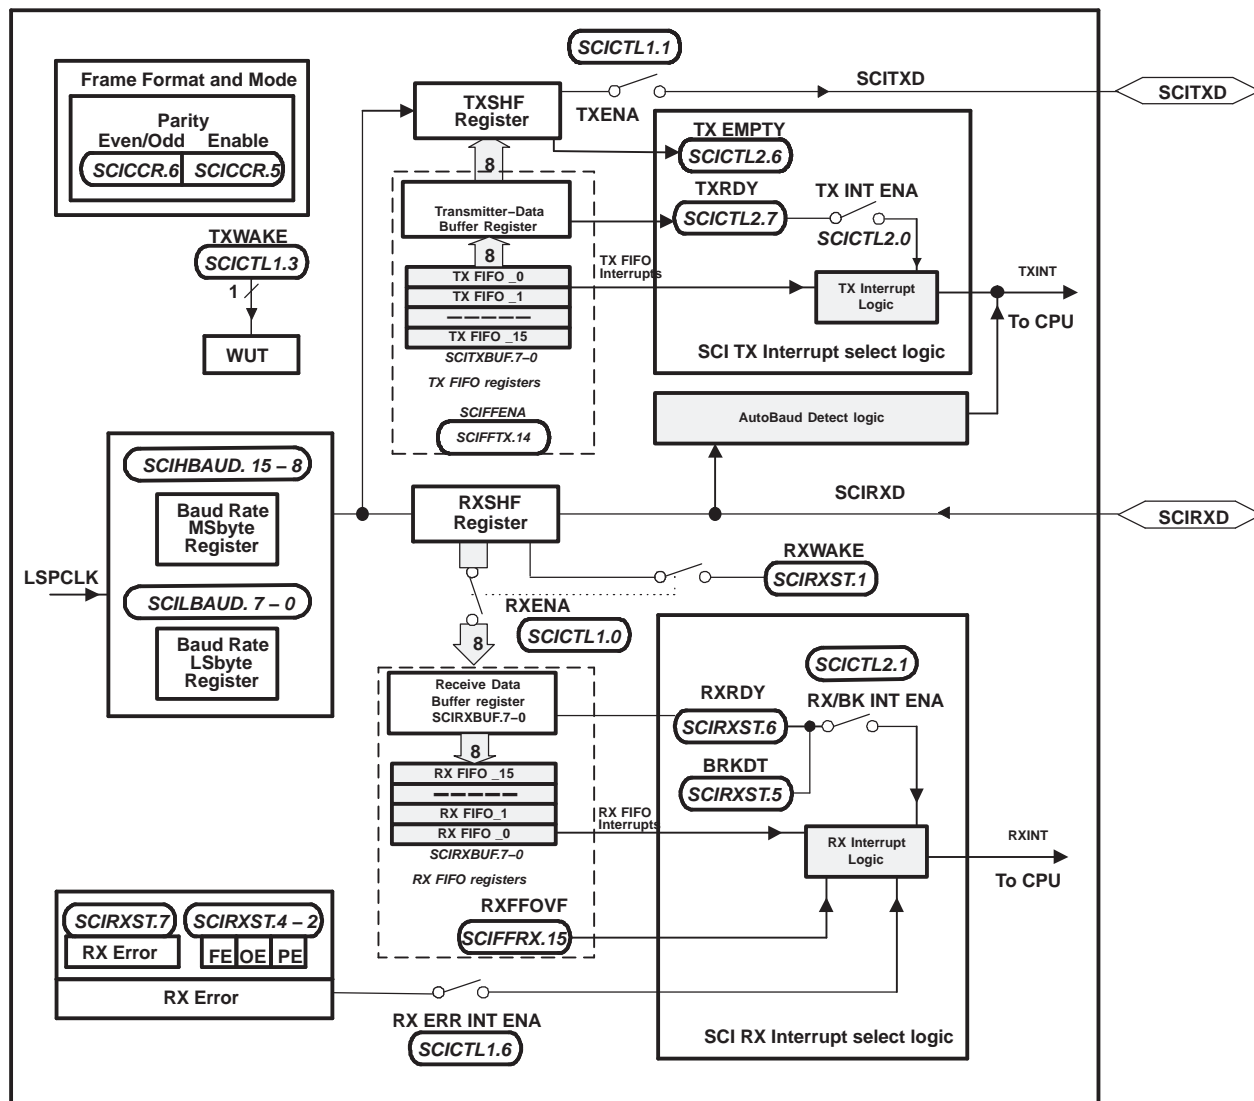 SCICTL1.1
Frame Format and Mode
Parity
Even/Odd Enable
SCICCR.6 SCICCR.5
TXSHF
Register
TXENA
SCITXD
SCITXD
TX EMPTY
SCICTL2.6
8
Transmitter–Data
Buffer Register
TXRDY
SCICTL2.7
TX INT ENA
SCICTL2.0
TXWAKE
SCICTL1.3
1
WUT
8
TX FIFO _0
TX FIFO _1
TX FIFO _15
SCITXBUF.7–0
TX FIFO registers
SCIFFENA
SCIFFTX.14
TX FIFO
Interrupts
TX Interrupt
Logic
TXINT
To CPU
SCI TX Interrupt select logic
AutoBaud Detect logic
SCIHBAUD. 15 – 8
Baud Rate
MSbyte
Register
LSPCLK
SCILBAUD. 7 – 0
Baud Rate
LSbyte
Register
RXSHF
Register
SCIRXD
SCIRXD
RXWAKE
SCIRXST.1
RXENA
SCICTL1.0
8
Receive Data
Buffer register
SCIRXBUF.7–0
8
RX FIFO _15
RX FIFO_1
RX FIFO _0
SCIRXBUF.7–0
RX FIFO registers
RXFFOVF
SCIFFRX.15
SCICTL2.1
RXRDY
SCIRXST.6
RX/BK INT ENA
BRKDT
SCIRXST.5
RX FIFO
Interrupts
RX Interrupt
Logic
RXINT
To CPU
SCI RX Interrupt select logic
SCIRXST.7 SCIRXST.4 – 2
RX Error FE OE PE
RX Error
RX ERR INT ENA
SCICTL1.6